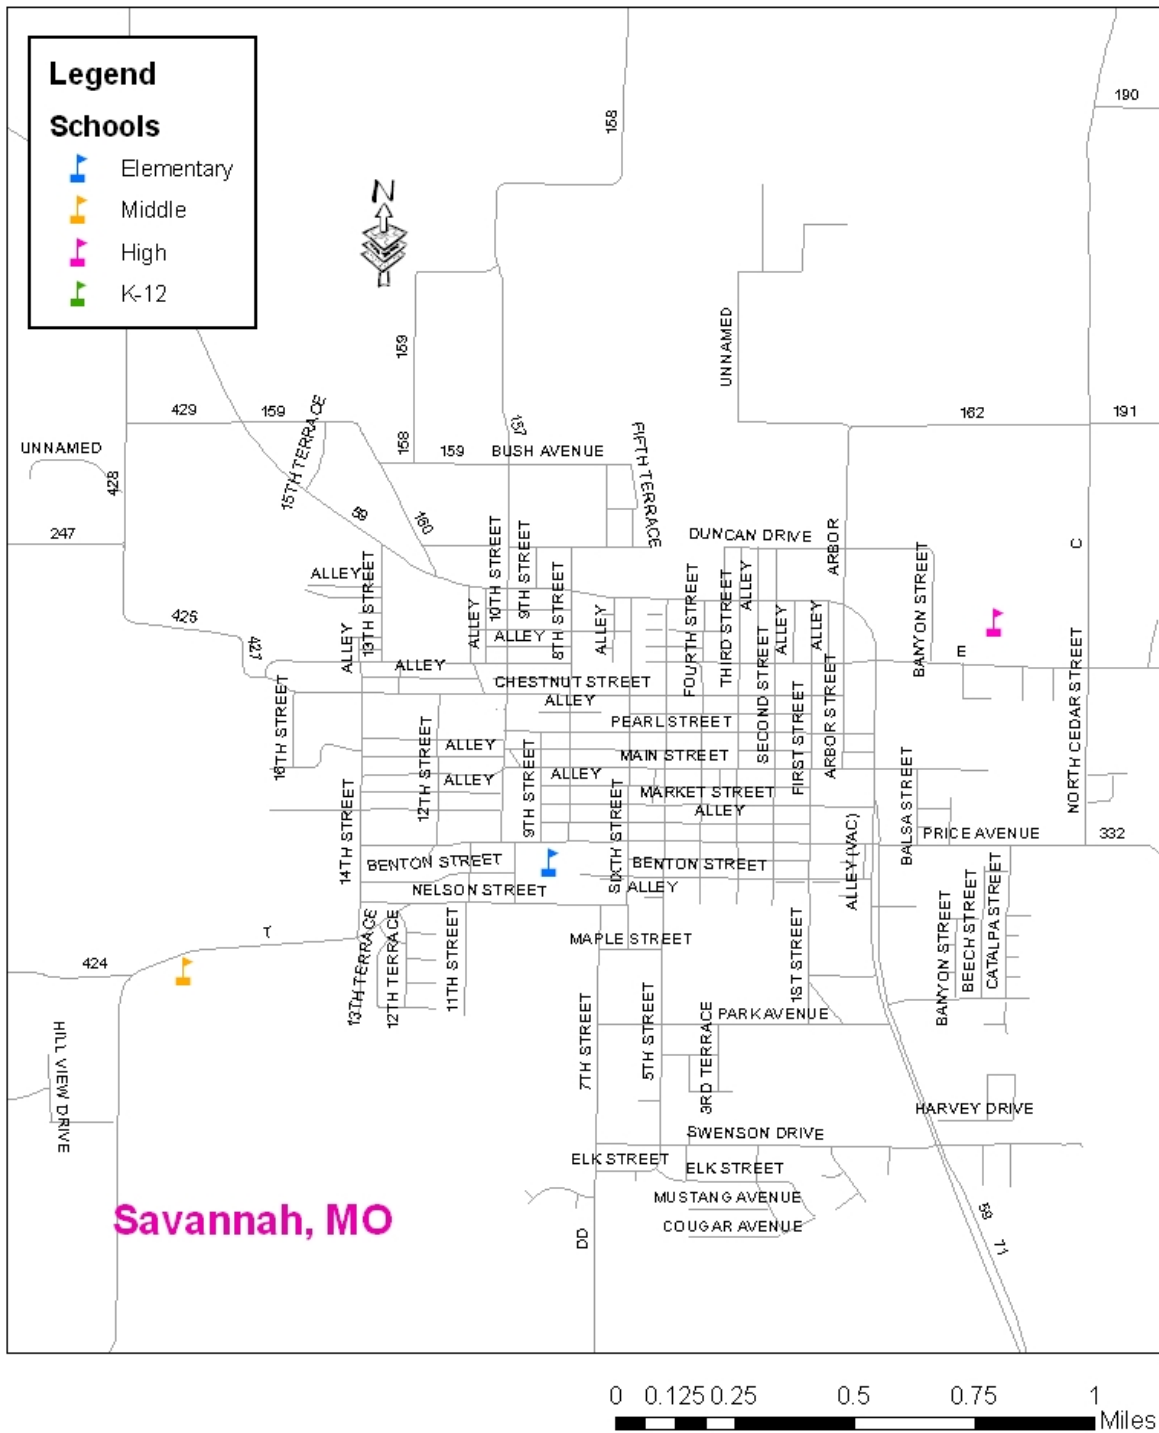 Legend
Schools
Elementary
Middle
High
K-12
N
158
190
159
UNNAMED
429
159
15TH TERRACE
157
FIFTH TERRACE
162
191
UNNAMED
428
158
159
BUSH AVENUE
59
160
247
DUNCAN DRIVE
ARBOR
C
ALLEY
13TH STREET
10TH STREET
9TH STREET
8TH STREET
FOURTH STREET
THIRD STREET
ALLEY
BANYON STREET
425
427
ALLEY
ALLEY
ALLEY
ALLEY
ALLEY
ALLEY
ALLEY
E
CHESTNUT STREET
ALLEY
16TH STREET
PEARL STREET
SECOND STREET
FIRST STREET
ARBOR STREET
NORTH CEDAR STREET
12TH STREET
ALLEY
MAIN STREET
ALLEY
ALLEY
9TH STREET
MARKET STREET
ALLEY
BALSA STREET
14TH STREET
SIXTH STREET
PRICE AVENUE
332
BENTON STREET
BENTON STREET
ALLEY (VAC)
NELSON STREET
ALLEY
T
424
13TH TERRACE
12TH TERRACE
11TH STREET
MAPLE STREET
1ST STREET
BANYON STREET
BEECH STREET
CATALPA STREET
HILL VIEW DRIVE
7TH STREET
5TH STREET
3RD TERRACE
PARK AVENUE
HARVEY DRIVE
SWENSON DRIVE
ELK STREET
ELK STREET
MUSTANG AVENUE
COUGAR AVENUE
DD
59
71
Savannah, MO
0 0.125 0.25 0.5 0.75 1
Miles